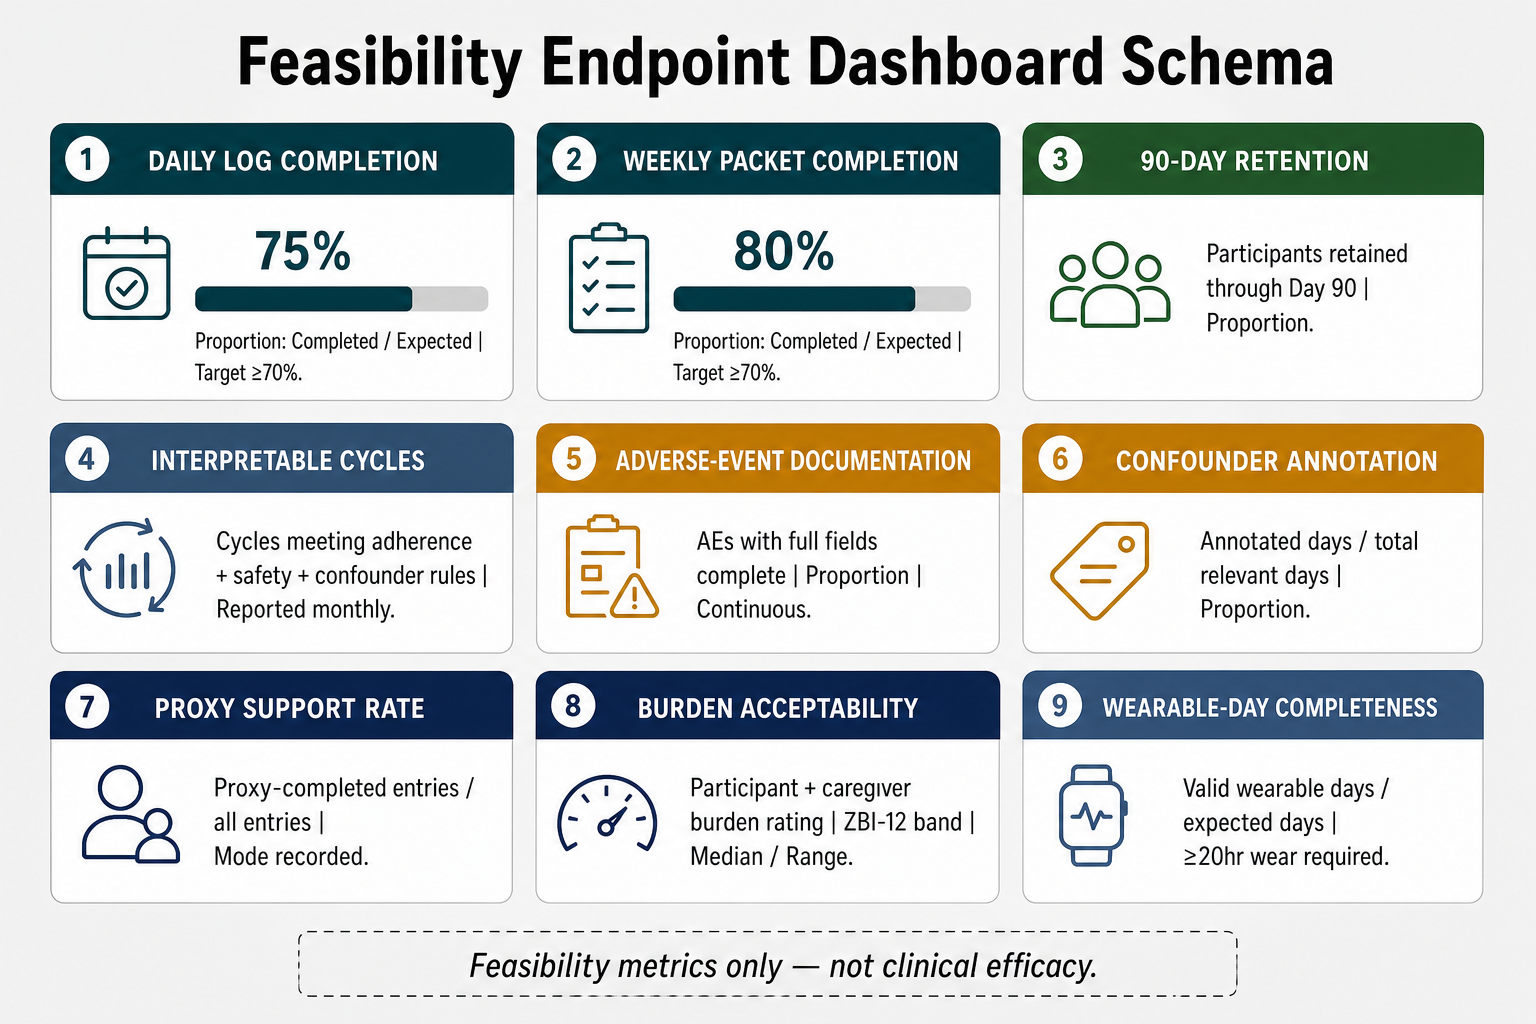 Feasibility Endpoint Dashboard Schema
1 DAILY LOG COMPLETION
75%
Proportion: Completed / Expected |
Target ≥70%.
2 WEEKLY PACKET COMPLETION
80%
Proportion: Completed / Expected |
Target ≥70%.
3 90-DAY RETENTION
Participants retained
through Day 90 |
Proportion.
4 INTERPRETABLE CYCLES
Cycles meeting adherence
+ safety + confounder rules |
Reported monthly.
5 ADVERSE-EVENT DOCUMENTATION
AEs with full fields
complete | Proportion |
Continuous.
6 CONFOUNDER ANNOTATION
Annotated days / total
relevant days |
Proportion.
7 PROXY SUPPORT RATE
Proxy-completed entries /
all entries |
Mode recorded.
8 BURDEN ACCEPTABILITY
Participant + caregıver
burden rating | ZBI-12 band |
Median / Range.
9 WEARABLE-DAY COMPLETENESS
Valid wearable days /
expected days |
≥20hr wear required.
Feasibility metrics only — not clinical efficacy.